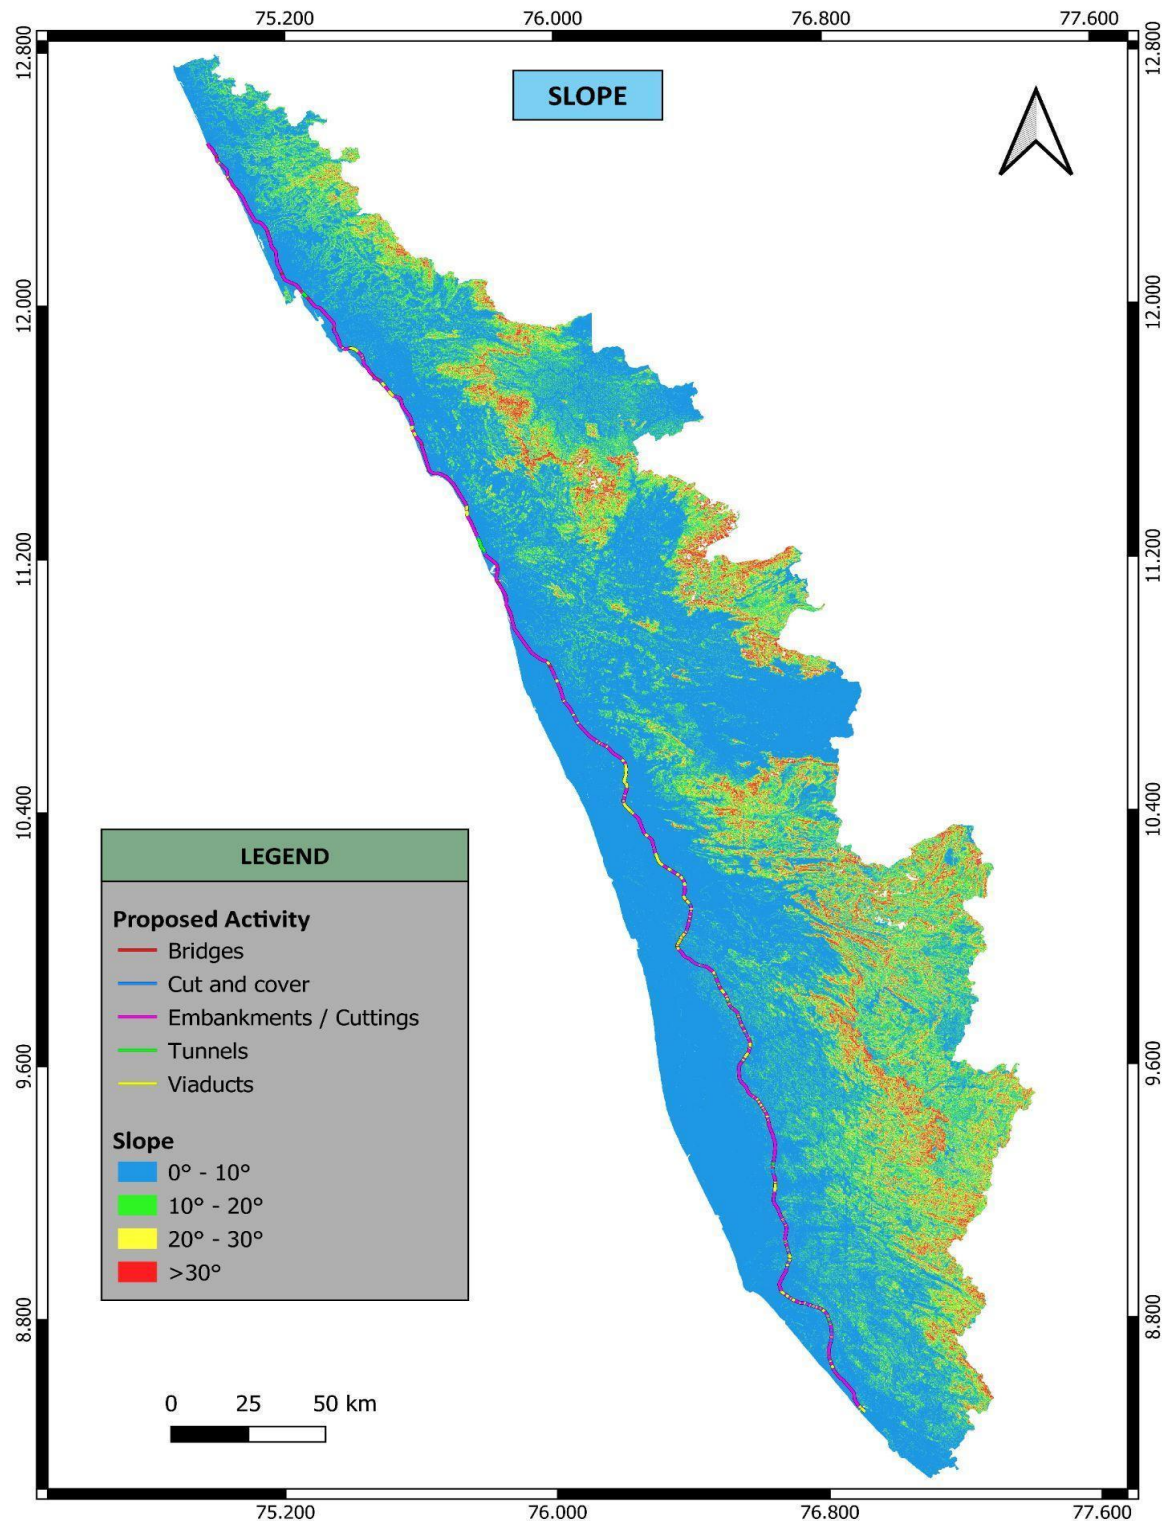 75.200 76.000 76.800 77.600
12.800 12.800
SLOPE
12.000 12.000
11.200 11.200
10.400 10.400
LEGEND
Proposed Activity
Bridges
Cut and cover
Embankments / Cuttings
Tunnels
Viaducts
9.600 9.600
Slope
0° - 10°
10° - 20°
20° - 30°
>30°
8.800 8.800
0 25 50 km
75.200 76.000 76.800 77.600